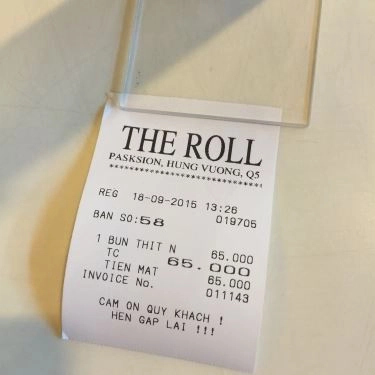 THE ROLL
PASKSION, HUNG VUONG, Q5
******************************
REG 18-09-2015 13:26
BAN SO:58 019705
1 BUN THIT N 65.000
TC 65.000
TIEN MAT 65.000
INVOICE No. 011143
CAM ON QUY KHACH !
HEN GAP LAI !!!